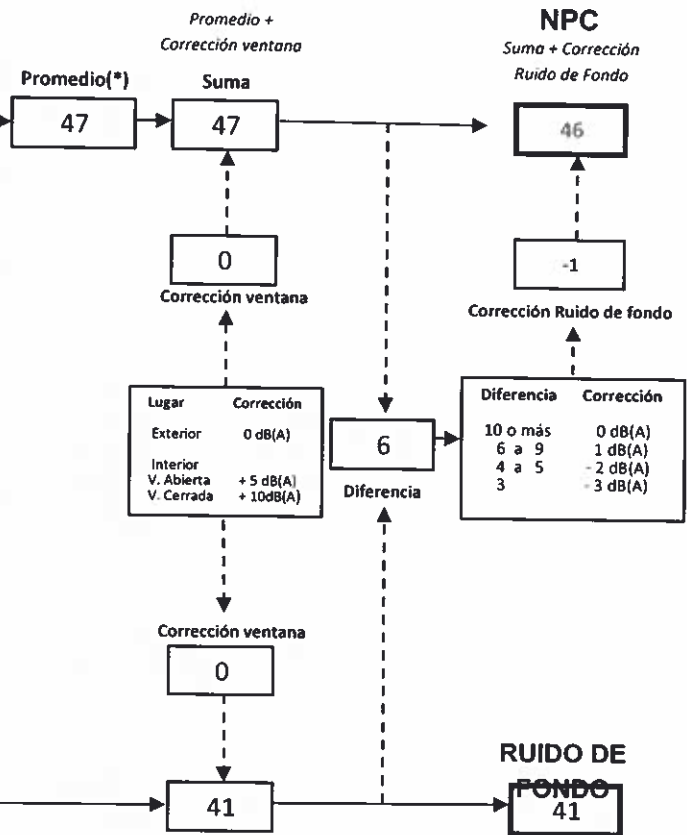 Promedio +
Corrección ventana
NPC
Suma + Corrección
Ruido de Fondo
Promedio(*)
Suma
47
47
46
0
-1
Corrección ventana
Corrección Ruido de fondo
Lugar Corrección
Exterior 0 dB(A)
Interior
V. Abierta + 5 dB(A)
V. Cerrada + 10dB(A)
6
Diferencia
Diferencia Corrección
10 o más 0 dB(A)
6 a 9 1 dB(A)
4 a 5 - 2 dB(A)
3 - 3 dB(A)
Corrección ventana
0
RUIDO DE
FONDO
41
41